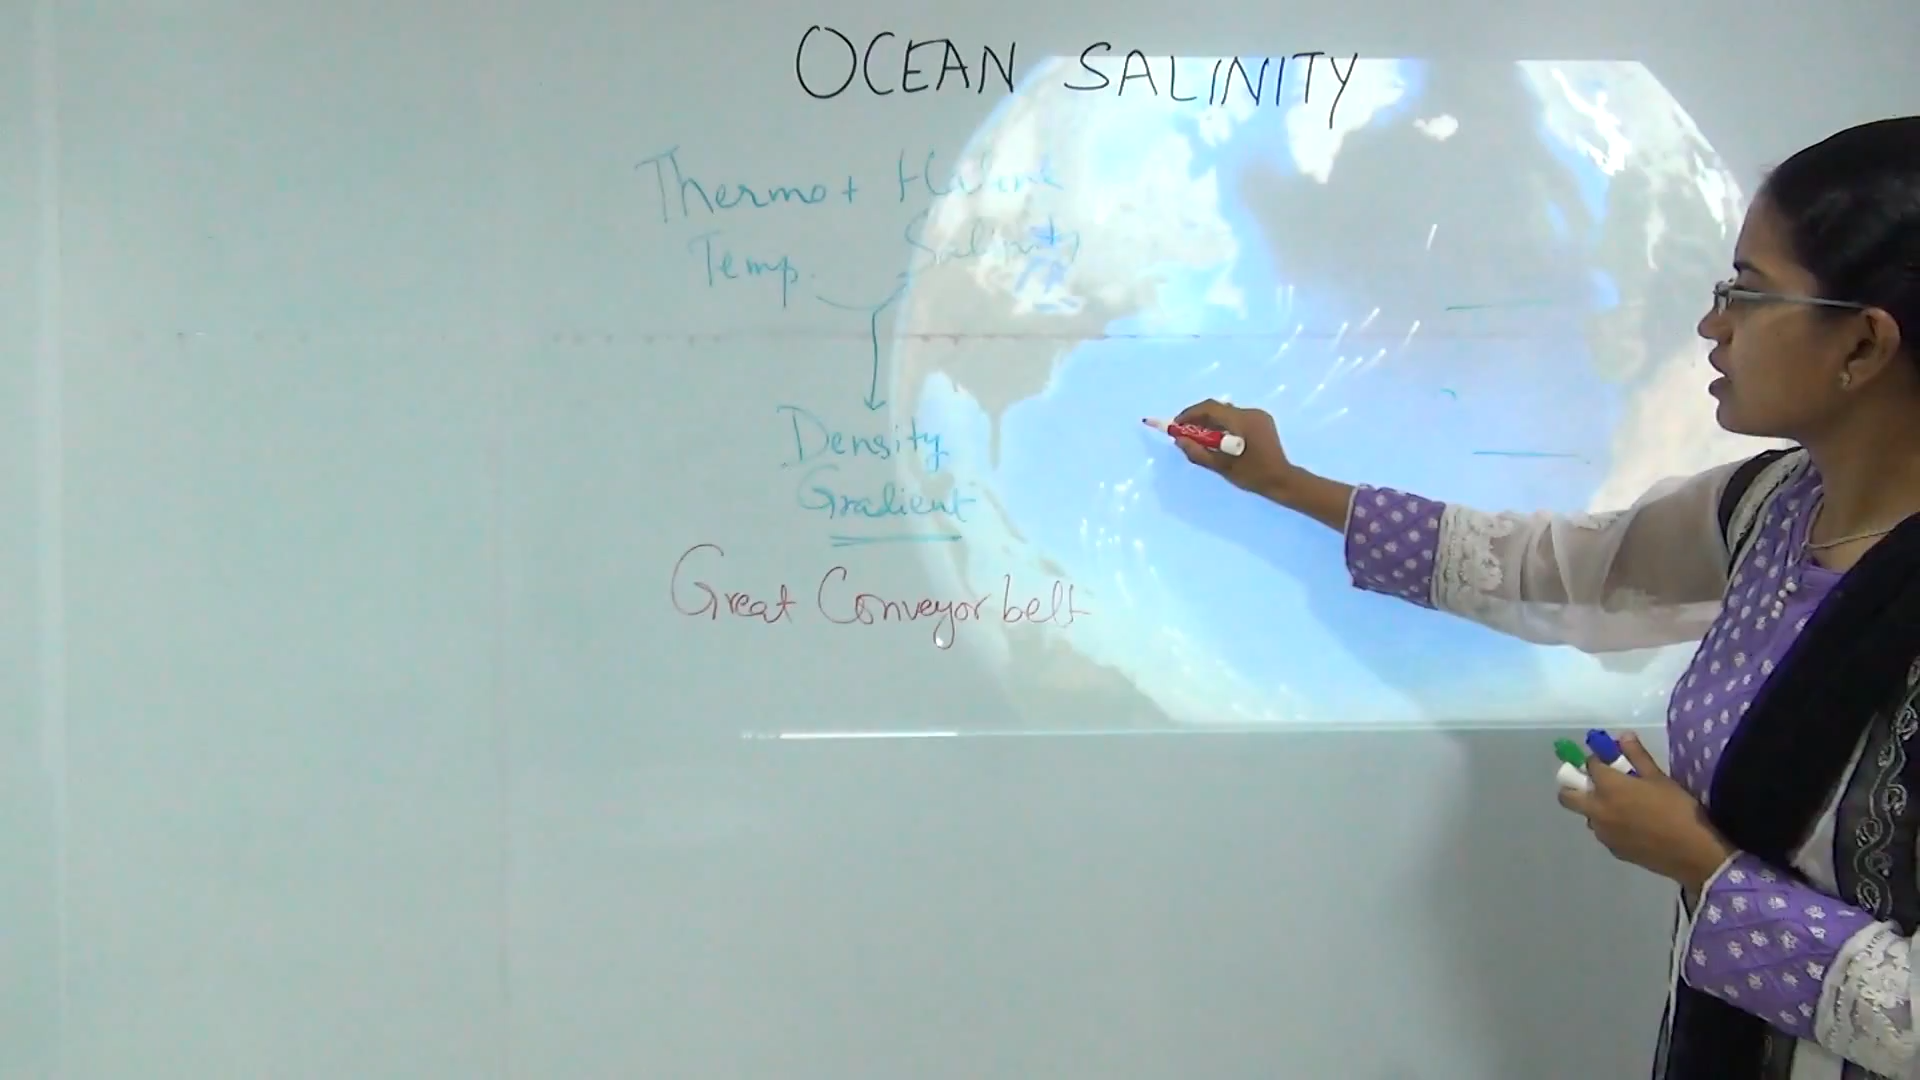 OCEAN SALINITY
Thermo + Haline
Temp. Salinity
Density
Gradient
Great Conveyor belt